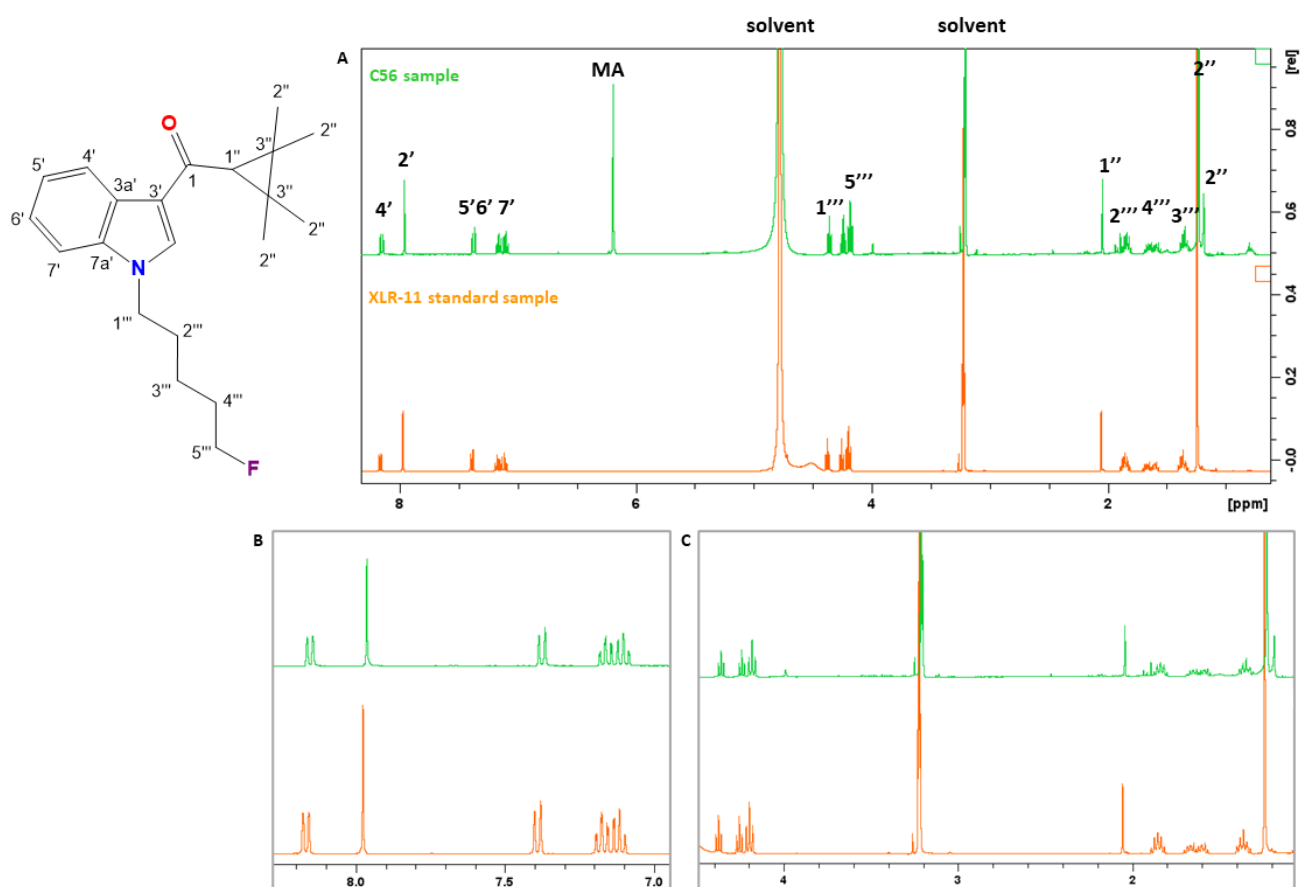 solvent solvent
A
C56 sample
MA
2''
[rel]
4' 2' 5'6' 7' 1''' 5''' 1'' 2''' 4''' 3''' 2''
XLR-11 standard sample
0.8
0.6
0.4
0.2
-0.0
8 6 4 2 [ppm]
O
2''
2''
3''
1''
1
4'
5'
3a'
3'
3''
2''
6'
2''
7a'
7'
N
1'''
2'''
3'''
4'''
5'''
F
B
8.0 7.5 7.0
C
4 3 2